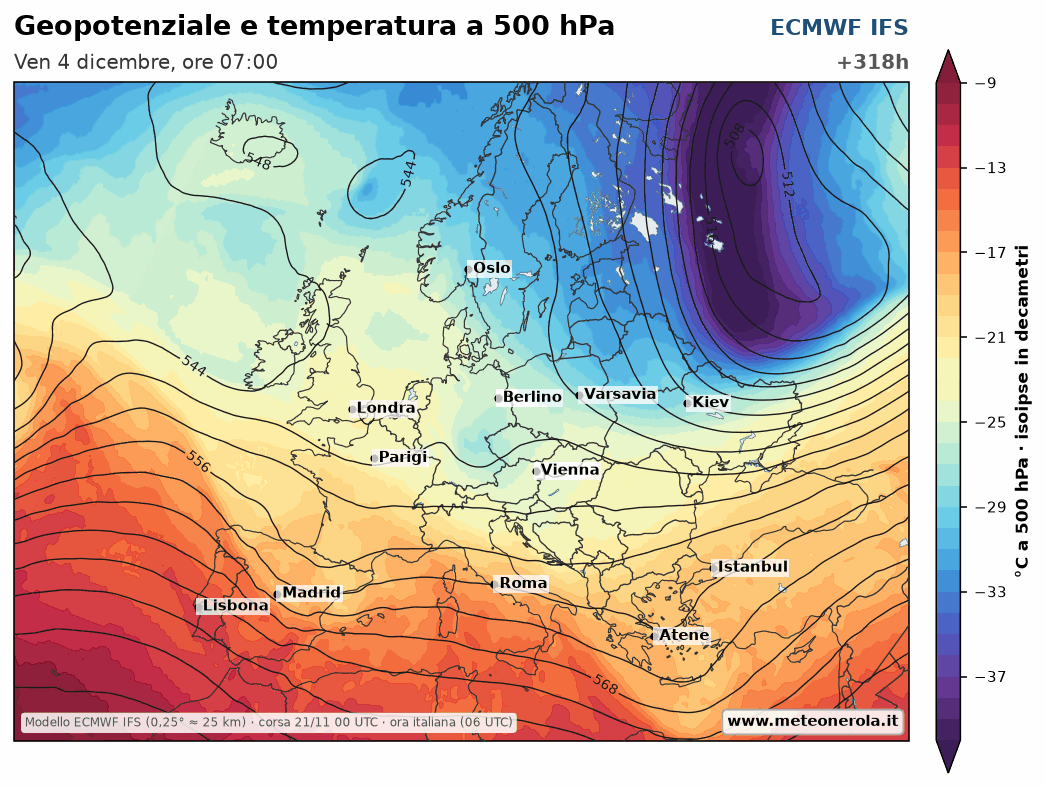 Geopotenziale e temperatura a 500 hPa
ECMWF IFS
Ven 4 dicembre, ore 07:00
+318h
508
548
544
512
Oslo
544
Berlino
Varsavia
Kiev
Londra
556
Parigi
Vienna
Istanbul
Roma
Madrid
Lisbona
Atene
568
Modello ECMWF IFS (0,25° ≈ 25 km) · corsa 21/11 00 UTC · ora italiana (06 UTC)
www.meteonerola.it
−9
−13
−17
−21
−25
−29
−33
−37
°C a 500 hPa · isoipse in decametri